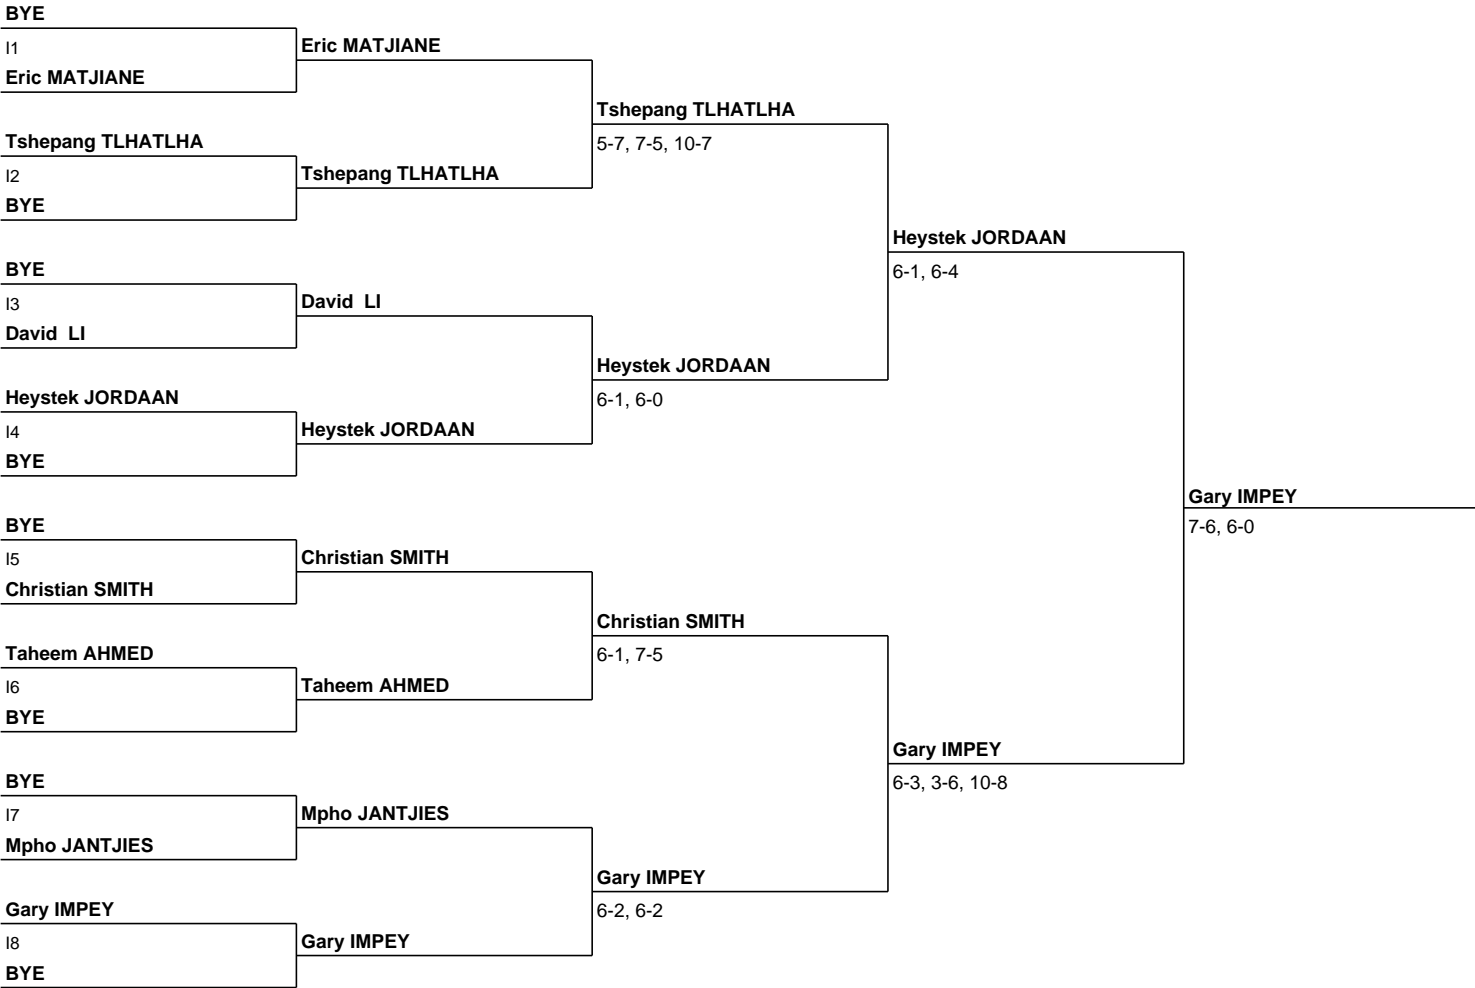 BYE
I1
Eric MATJIANE
Tshepang TLHATLHA
I2
BYE
BYE
I3
David  LI
Heystek JORDAAN
I4
BYE
BYE
I5
Christian SMITH
Taheem AHMED
I6
BYE
BYE
I7
Mpho JANTJIES
Gary IMPEY
I8
BYE
Eric MATJIANE
Tshepang TLHATLHA
David  LI
Heystek JORDAAN
Christian SMITH
Taheem AHMED
Mpho JANTJIES
Gary IMPEY
Tshepang TLHATLHA
5-7, 7-5, 10-7
Heystek JORDAAN
6-1, 6-0
Christian SMITH
6-1, 7-5
Gary IMPEY
6-2, 6-2
Heystek JORDAAN
6-1, 6-4
Gary IMPEY
6-3, 3-6, 10-8
Gary IMPEY
7-6, 6-0